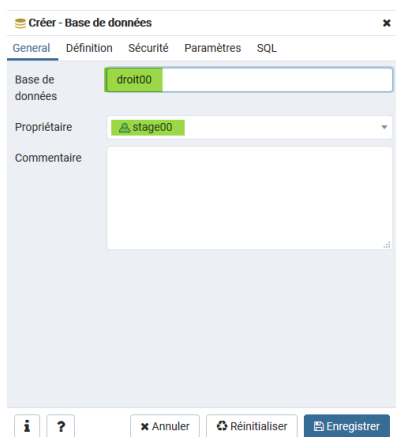 Créer - Base de données
General Définition Sécurité Paramètres SQL
Base de données
droit00
Propriétaire
stage00
Commentaire
i ? Annuler Réinitialiser Enregistrer